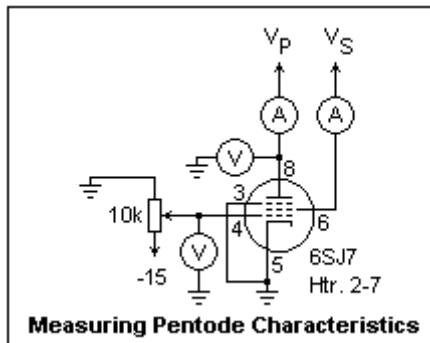 VP VS
A A
V
8
3
10k
4
6
V
5
6SJ7
-15
Htr. 2-7
Measuring Pentode Characteristics